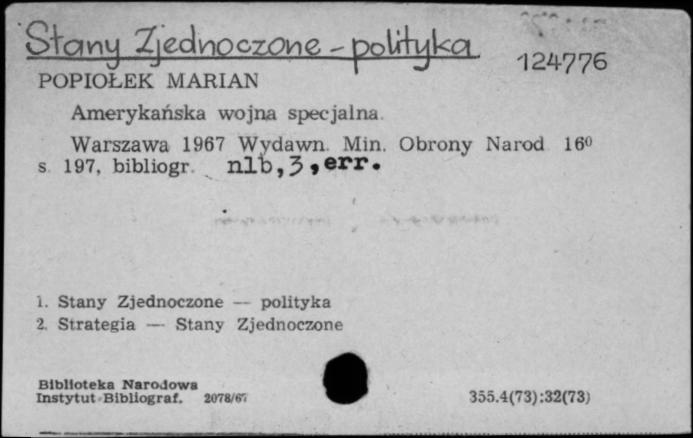 Stany Zjednoczone - polityka
124776
POPIOŁEK MARIAN
Amerykańska wojna specjalna.
Warszawa 1967 Wydawn. Min. Obrony Narod. 16⁰
s. 197, bibliogr. nlb,3,err.
1. Stany Zjednoczone — polityka
2. Strategia — Stany Zjednoczone
Biblioteka Narodowa
Instytut Bibliograf. 2078/67
355.4(73):32(73)